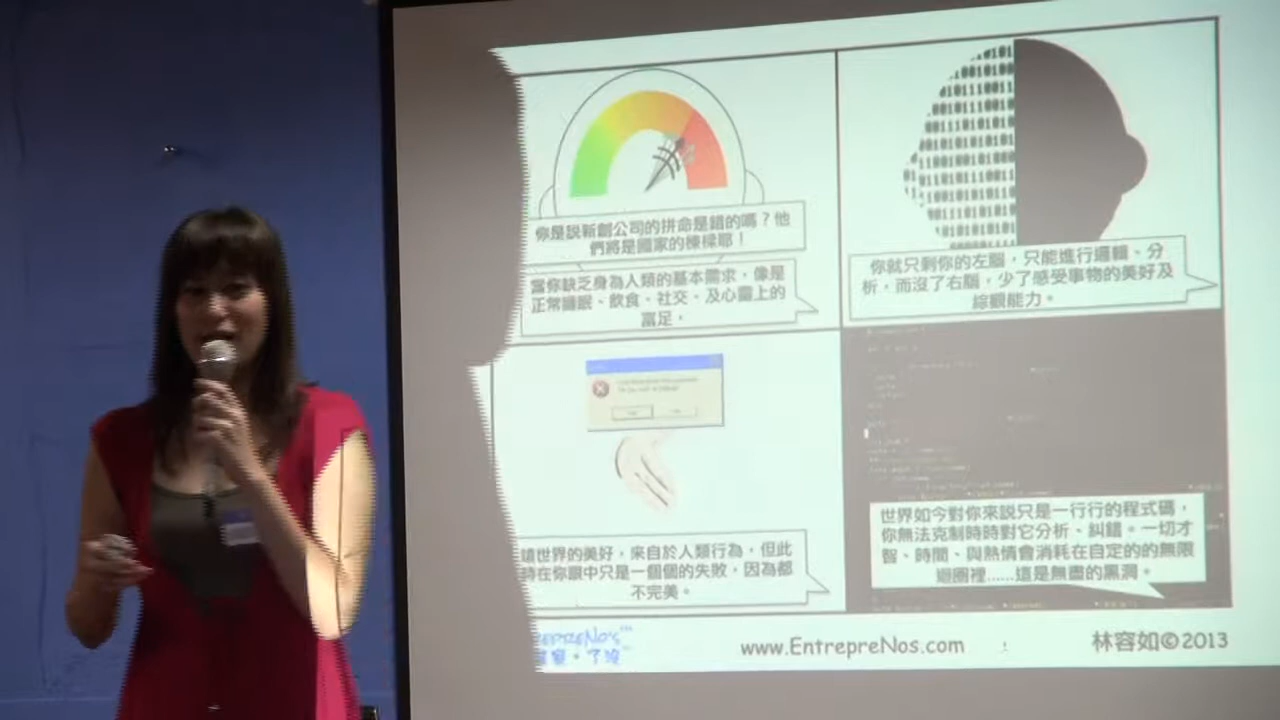 你是説新創公司的拼命是錯的嗎？他
們將是國家的棟樑耶！
當你缺乏身為人類的基本需求，像是
正常睡眠、飲食、社交、及心靈上的
富足，
你就只剩你的左腦，只能進行邏輯、分
析，而沒了右腦，少了感受事物的美好及
綜觀能力。
世界的美好，來自於人類行為，但此
時在你眼中只是一個個的失敗，因為都
不完美。
世界如今對你來説只是一行行的程式碼，
你無法克制時時對它分析、糾錯。一切才
智、時間、與熱情會消耗在自定的的無限
迴圈裡……這是無盡的黑洞。
www.EntrepreNos.com
林容如©2013